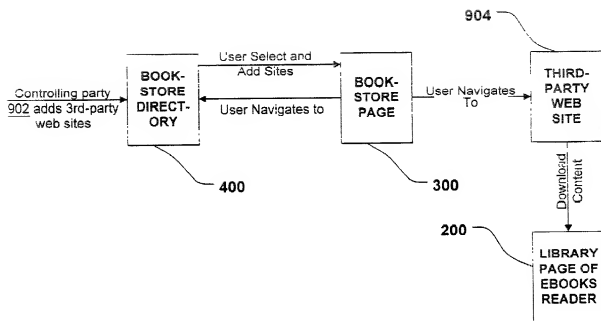 904
User Select and
Add Sites
Controlling party
902 adds 3rd-party
web sites
BOOK-
STORE
DIRECT-
ORY
User Navigates to
BOOK-
STORE
PAGE
User Navigates
To
THIRD-
PARTY
WEB
SITE
400
300
Download
Content
200
LIBRARY
PAGE OF
EBOOKS
READER